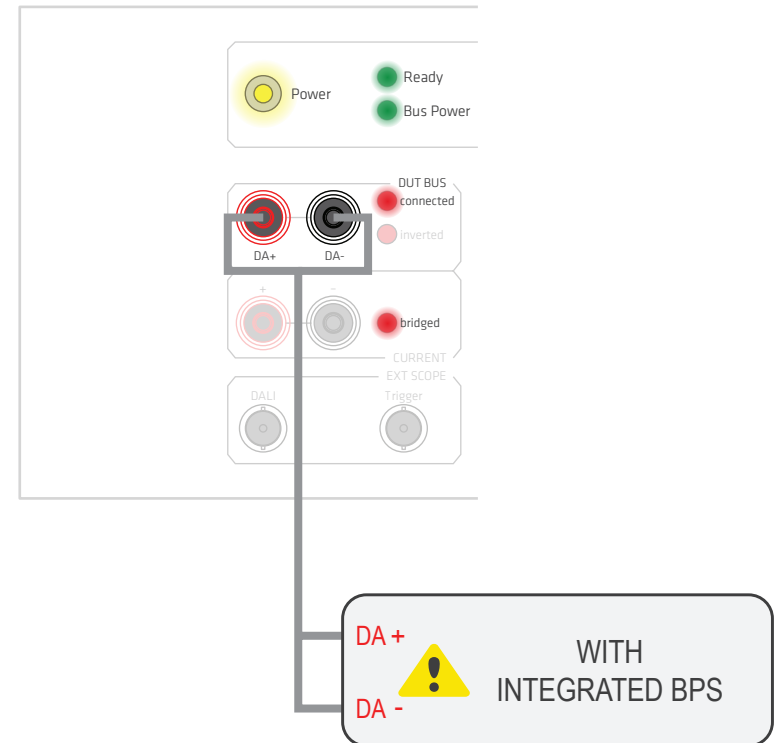 Power
Ready
Bus Power
DUT BUS
connected
inverted
DA+ DA-
+ -
bridged
CURRENT
EXT SCOPE
DALI Trigger
DA +
WITH
INTEGRATED BPS
DA -